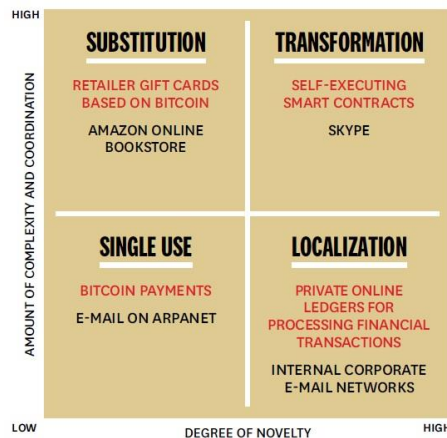 HIGH
AMOUNT OF COMPLEXITY AND COORDINATION
SUBSTITUTION
RETAILER GIFT CARDS
BASED ON BITCOIN
AMAZON ONLINE
BOOKSTORE
TRANSFORMATION
SELF-EXECUTING
SMART CONTRACTS
SKYPE
SINGLE USE
BITCOIN PAYMENTS
E-MAIL ON ARPANET
LOCALIZATION
PRIVATE ONLINE
LEDGERS FOR
PROCESSING FINANCIAL
TRANSACTIONS
INTERNAL CORPORATE
E-MAIL NETWORKS
LOW
DEGREE OF NOVELTY
HIGH